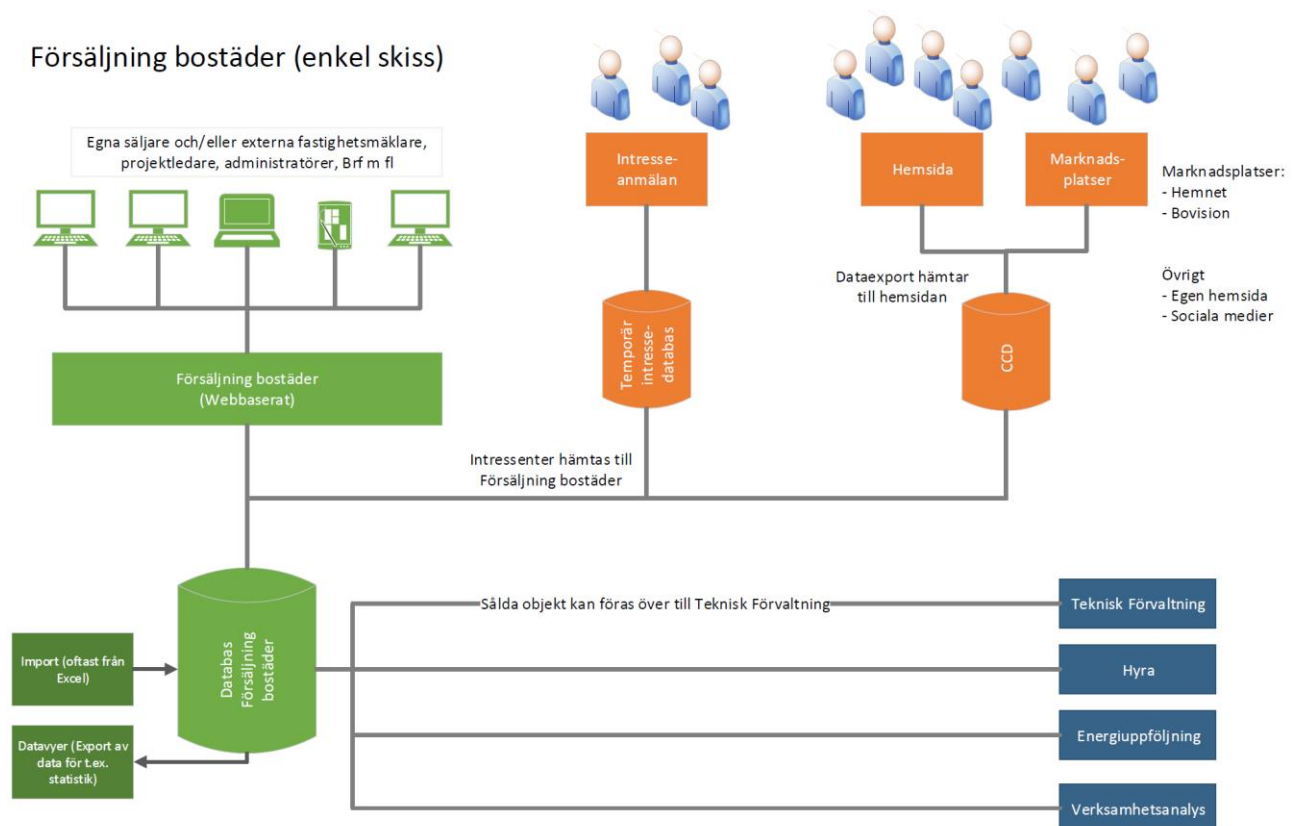 Försäljning bostäder (enkel skiss)
Egna säljare och/eller externa fastighetsmäklare,
projektledare, administratörer, Brf m fl
Intresse-
anmälan
Hemsida
Marknads-
platser
Marknadsplatser:
- Hemnet
- Bovision
Övrigt
- Egen hemsida
- Sociala medier
Dataexport hämtar
till hemsidan
Temporär
intresse-
databas
CCD
Försäljning bostäder
(Webbaserat)
Intressenter hämtas till
Försäljning bostäder
Databas
Försäljning
bostäder
Import (oftast från
Excel)
Datavyer (Export av
data för t.ex.
statistik)
Sålda objekt kan föras över till Teknisk Förvaltning
Teknisk Förvaltning
Hyra
Energiuppföljning
Verksamhetsanalys